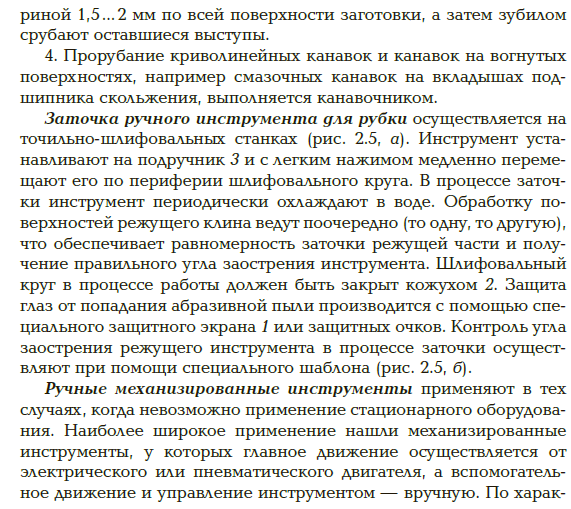 риной 1,5...2 мм по всей поверхности заготовки, а затем зубилом
срубают оставшиеся выступы.
4. Прорубание криволинейных канавок и канавок на вогнутых
поверхностях, например смазочных канавок на вкладышах под-
шипника скольжения, выполняется канавочником.
Заточка ручного инструмента для рубки осуществляется на
точильно-шлифовальных станках (рис. 2.5, а). Инструмент уста-
навливают на подручник 3 и с легким нажимом медленно переме-
щают его по периферии шлифовального круга. В процессе заточ-
ки инструмент периодически охлаждают в воде. Обработку по-
верхностей режущего клина ведут поочередно (то одну, то другую),
что обеспечивает равномерность заточки режущей части и полу-
чение правильного угла заострения инструмента. Шлифовальный
круг в процессе работы должен быть закрыт кожухом 2. Защита
глаз от попадания абразивной пыли производится с помощью спе-
циального защитного экрана 1 или защитных очков. Контроль угла
заострения режущего инструмента в процессе заточки осущест-
вляют при помощи специального шаблона (рис. 2.5, б).
Ручные механизированные инструменты применяют в тех
случаях, когда невозможно применение стационарного оборудова-
ния. Наиболее широкое применение нашли механизированные
инструменты, у которых главное движение осуществляется от
электрического или пневматического двигателя, а вспомогатель-
ное движение и управление инструментом — вручную. По харак-